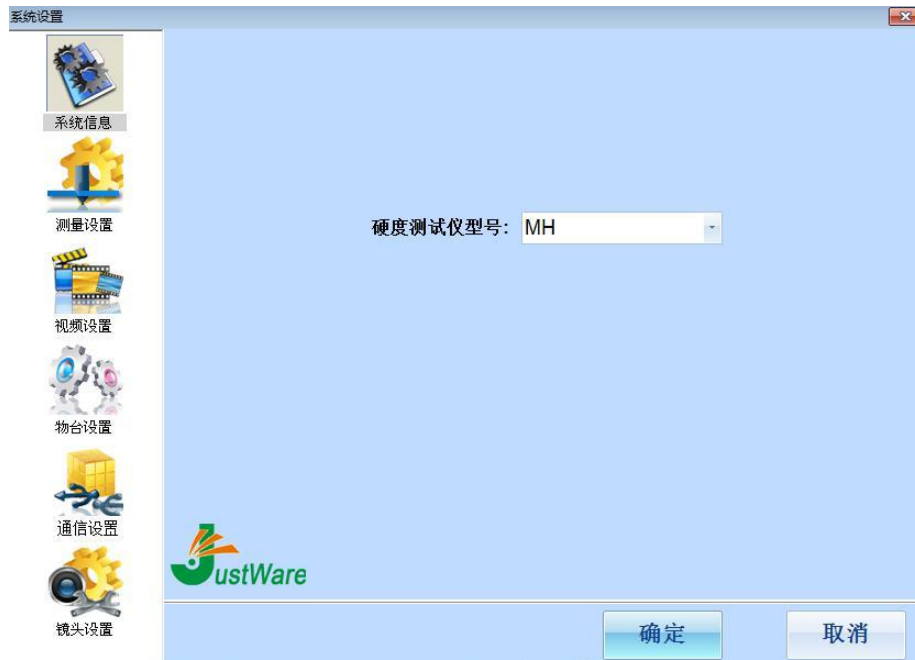 系统设置
系统信息
测量设置
视频设置
物台设置
通信设置
镜头设置
硬度测试仪型号: MH
JustWare
确定
取消